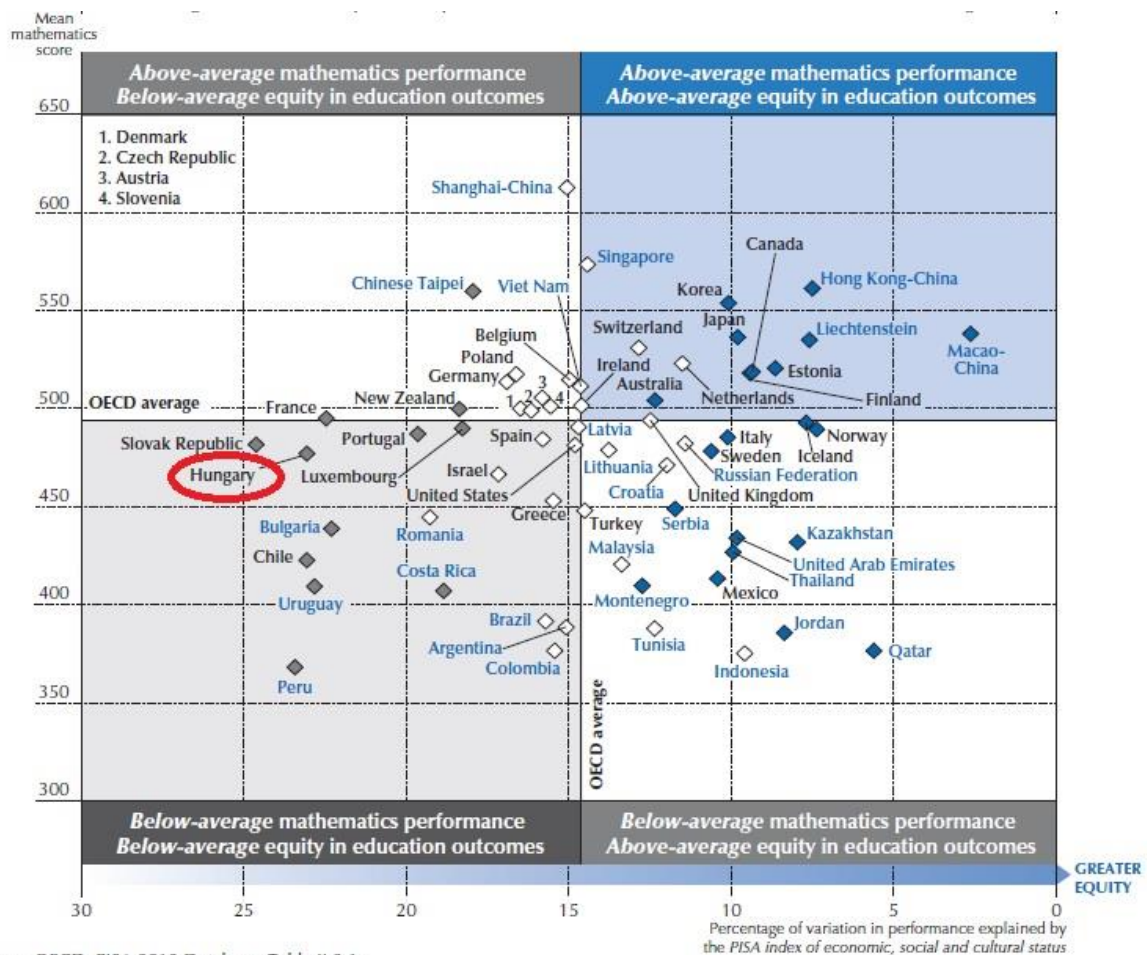 Mean
mathematics
score
Above-average mathematics performance
Below-average equity in education outcomes
Above-average mathematics performance
Above-average equity in education outcomes
650
1. Denmark
2. Czech Republic
3. Austria
4. Slovenia
Shanghai-China
600
Canada
Singapore
Chinese Taipei
Viet Nam
Hong Kong-China
Korea
550
Japan
Switzerland
Liechtenstein
Belgium
Macao-
China
Poland
Ireland
Germany
3
Estonia
Australia
New Zealand
1
2
4
Netherlands
Finland
500
OECD average
France
Slovak Republic
Portugal
Spain
Latvia
Italy
Norway
Hungary
Luxembourg
Israel
Lithuania
Sweden
Iceland
Russian Federation
United States
Croatia
United Kingdom
450
Greece
Turkey
Serbia
Bulgaria
Romania
Malaysia
Kazakhstan
Chile
United Arab Emirates
Costa Rica
Thailand
Uruguay
Montenegro
Mexico
400
Brazil
Jordan
Argentina
Tunisia
Qatar
Colombia
Indonesia
Peru
350
OECD average
300
Below-average mathematics performance
Below-average equity in education outcomes
Below-average mathematics performance
Above-average equity in education outcomes
GREATER
EQUITY
30
25
20
15
10
5
0
Percentage of variation in performance explained by
the PISA index of economic, social and cultural status